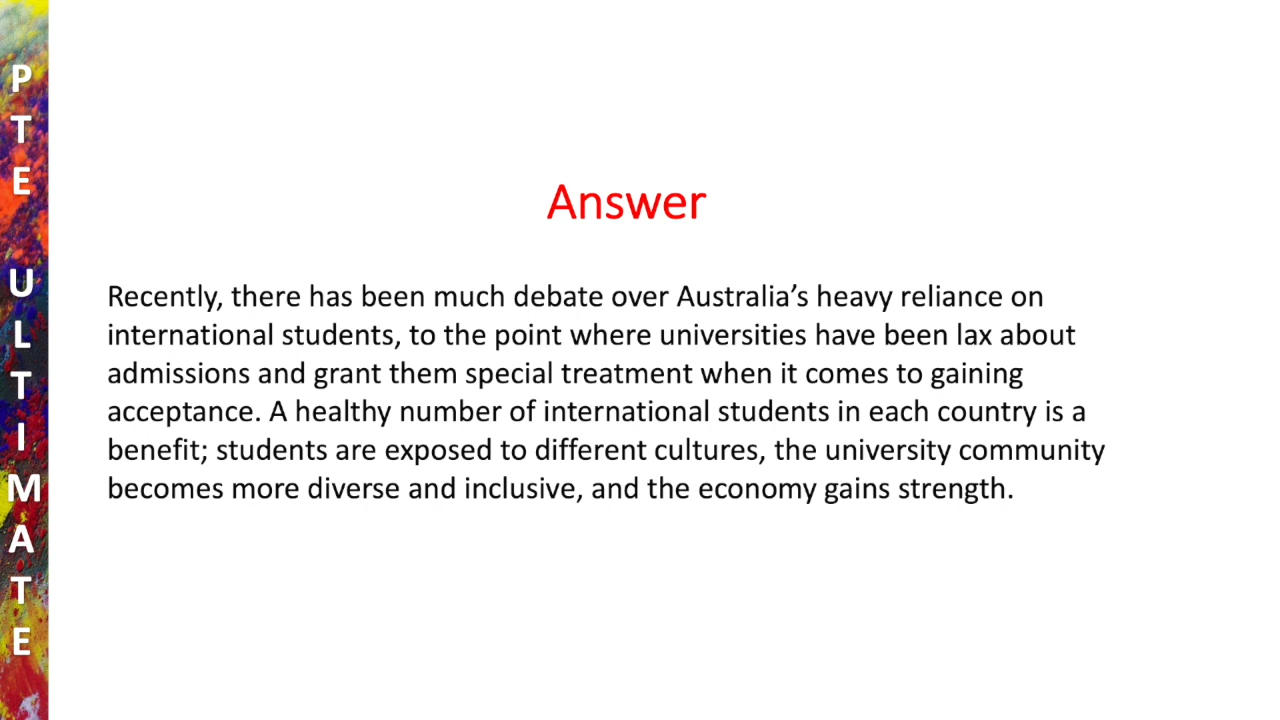 PTE ULTIMATE
Answer
Recently, there has been much debate over Australia’s heavy reliance on
international students, to the point where universities have been lax about
admissions and grant them special treatment when it comes to gaining
acceptance. A healthy number of international students in each country is a
benefit; students are exposed to different cultures, the university community
becomes more diverse and inclusive, and the economy gains strength.